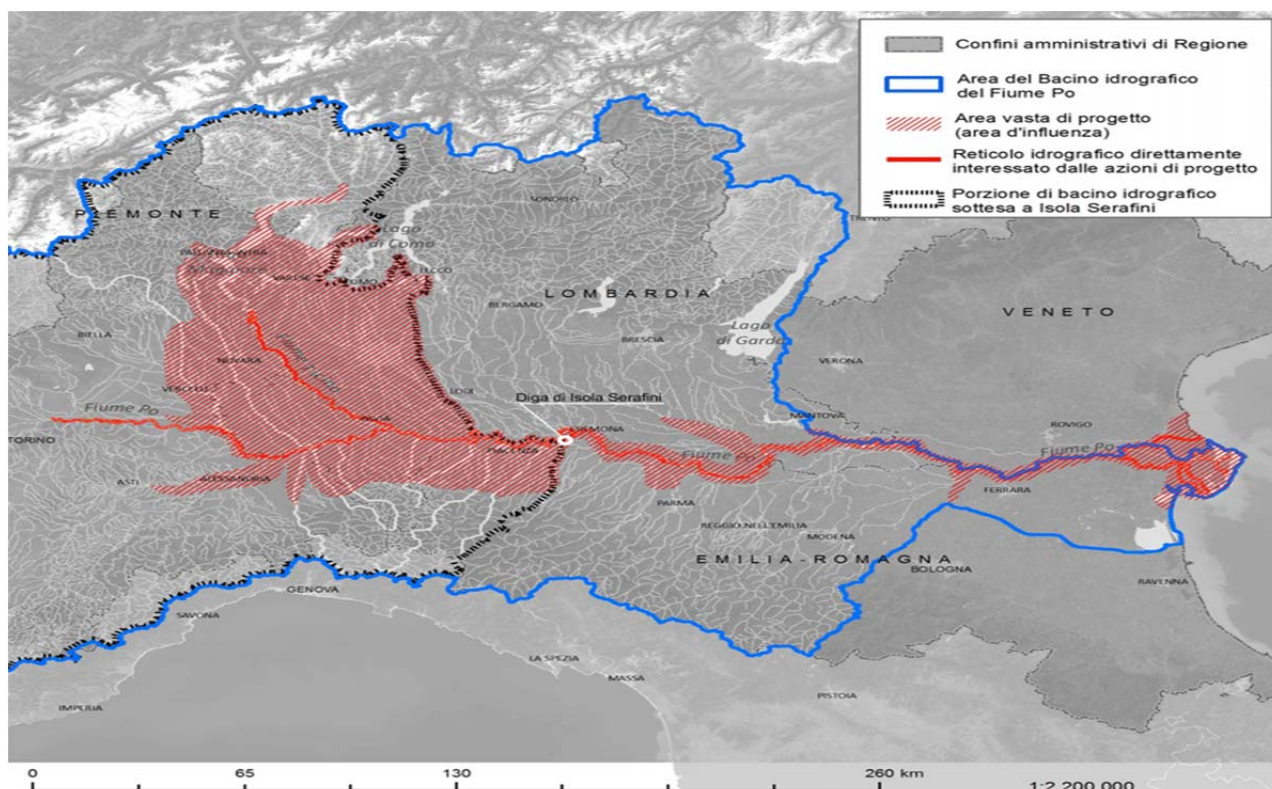 Confini amministrativi di Regione
Area del Bacino idrografico
del Fiume Po
Area vasta di progetto
(area d'influenza)
Reticolo idrografico direttamente
interessato dalle azioni di progetto
Porzione di bacino idrografico
sottesa a Isola Serafini
PIEMONTE
SONDRIO
TRENTO
Lago
di Como
VARESE
COMO
LECCO
LOMBARDIA
BERGAMO
VENETO
BIELLA
BRESCIA
Lago
di Garda
NOVARA
VERONA
VERCELLI
LODI
Diga di Isola Serafini
Fiume Po
PAVIA
CREMONA
MANTOVA
ROVIGO
TORINO
PIACENZA
Fiume Po
Fiume Po
ASTI
ALESSANDRIA
PARMA
FERRARA
REGGIO NELL'EMILIA
MODENA
EMILIA-ROMAGNA
BOLOGNA
RAVENNA
GENOVA
SAVONA
LA SPEZIA
MASSA
PISTOIA
IMPERIA
0 65 130 260 km
1:2.200.000